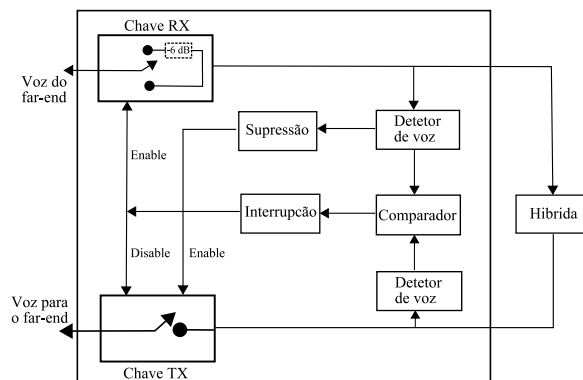 Chave RX
-6 dB
Voz do
far-end
Detetor
de voz
Supressão
Enable
Interrupcão
Comparador
Hibrida
Disable
Enable
Detetor
de voz
Voz para
o far-end
Chave TX